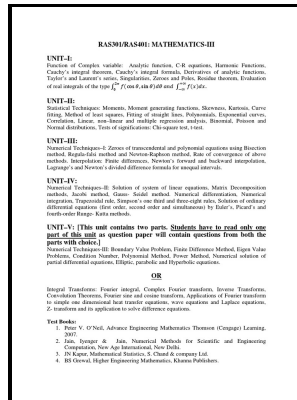 RAS301/RAS401: MATHEMATICS-III
UNIT–I:
Function of Complex variable: Analytic function, C-R equations, Harmonic Functions,
Cauchy's integral theorem, Cauchy's integral formula, Derivatives of analytic functions,
Taylor's and Laurent's series, Singularities, Zeroes and Poles, Residue theorem, Evaluation
of real integrals of the type ∫₀²π f(cos θ, sin θ)dθ and ∫₋∞⁺∞ f(x)dx.
UNIT–II:
Statistical Techniques: Moments, Moment generating functions, Skewness, Kurtosis, Curve
fitting, Method of least squares, Fitting of straight lines, Polynomials, Exponential curves,
Correlation, Linear, non–linear and multiple regression analysis, Binomial, Poisson and
Normal distributions, Tests of significations: Chi-square test, t-test.
UNIT–III:
Numerical Techniques–I: Zeroes of transcendental and polynomial equations using Bisection
method, Regula-falsi method and Newton-Raphson method, Rate of convergence of above
methods. Interpolation: Finite differences, Newton's forward and backward interpolation,
Lagrange's and Newton's divided difference formula for unequal intervals.
UNIT–IV:
Numerical Techniques–II: Solution of system of linear equations, Matrix Decomposition
methods, Jacobi method, Gauss- Seidal method. Numerical differentiation, Numerical
integration, Trapezoidal rule, Simpson's one third and three-eight rules, Solution of ordinary
differential equations (first order, second order and simultaneous) by Euler's, Picard's and
fourth-order Runge- Kutta methods.
UNIT–V: [This unit contains two parts. Students have to read only one
part of this unit as question paper will contain questions from both the
parts with choice.]
Numerical Techniques-III: Boundary Value Problem, Finite Difference Method, Eigen Value
Problems, Condition Number, Polynomial Method, Power Method, Numerical solution of
partial differential equations, Elliptic, parabolic and hyperbolic equations.
OR
Integral Transforms: Fourier integral, Complex Fourier transform, Inverse Transforms,
Convolution Theorems, Fourier sine and cosine transform, Applications of Fourier transform
to simple one dimensional heat transfer equations, wave equations and Laplace equations,
Z- transform and its application to solve difference equations.
Test Books:
1. Peter V. O'Neil, Advance Engineering Mathematics Thomson (Cengage) Learning,
2007.
2. Jain, Iyenger & Jain, Numerical Methods for Scientific and Engineering
Computation, New Age International, New Delhi.
3. JN Kapur, Mathematical Statistics, S. Chand & company Ltd.
4. BS Grewal, Higher Engineering Mathematics, Khanna Publishers.